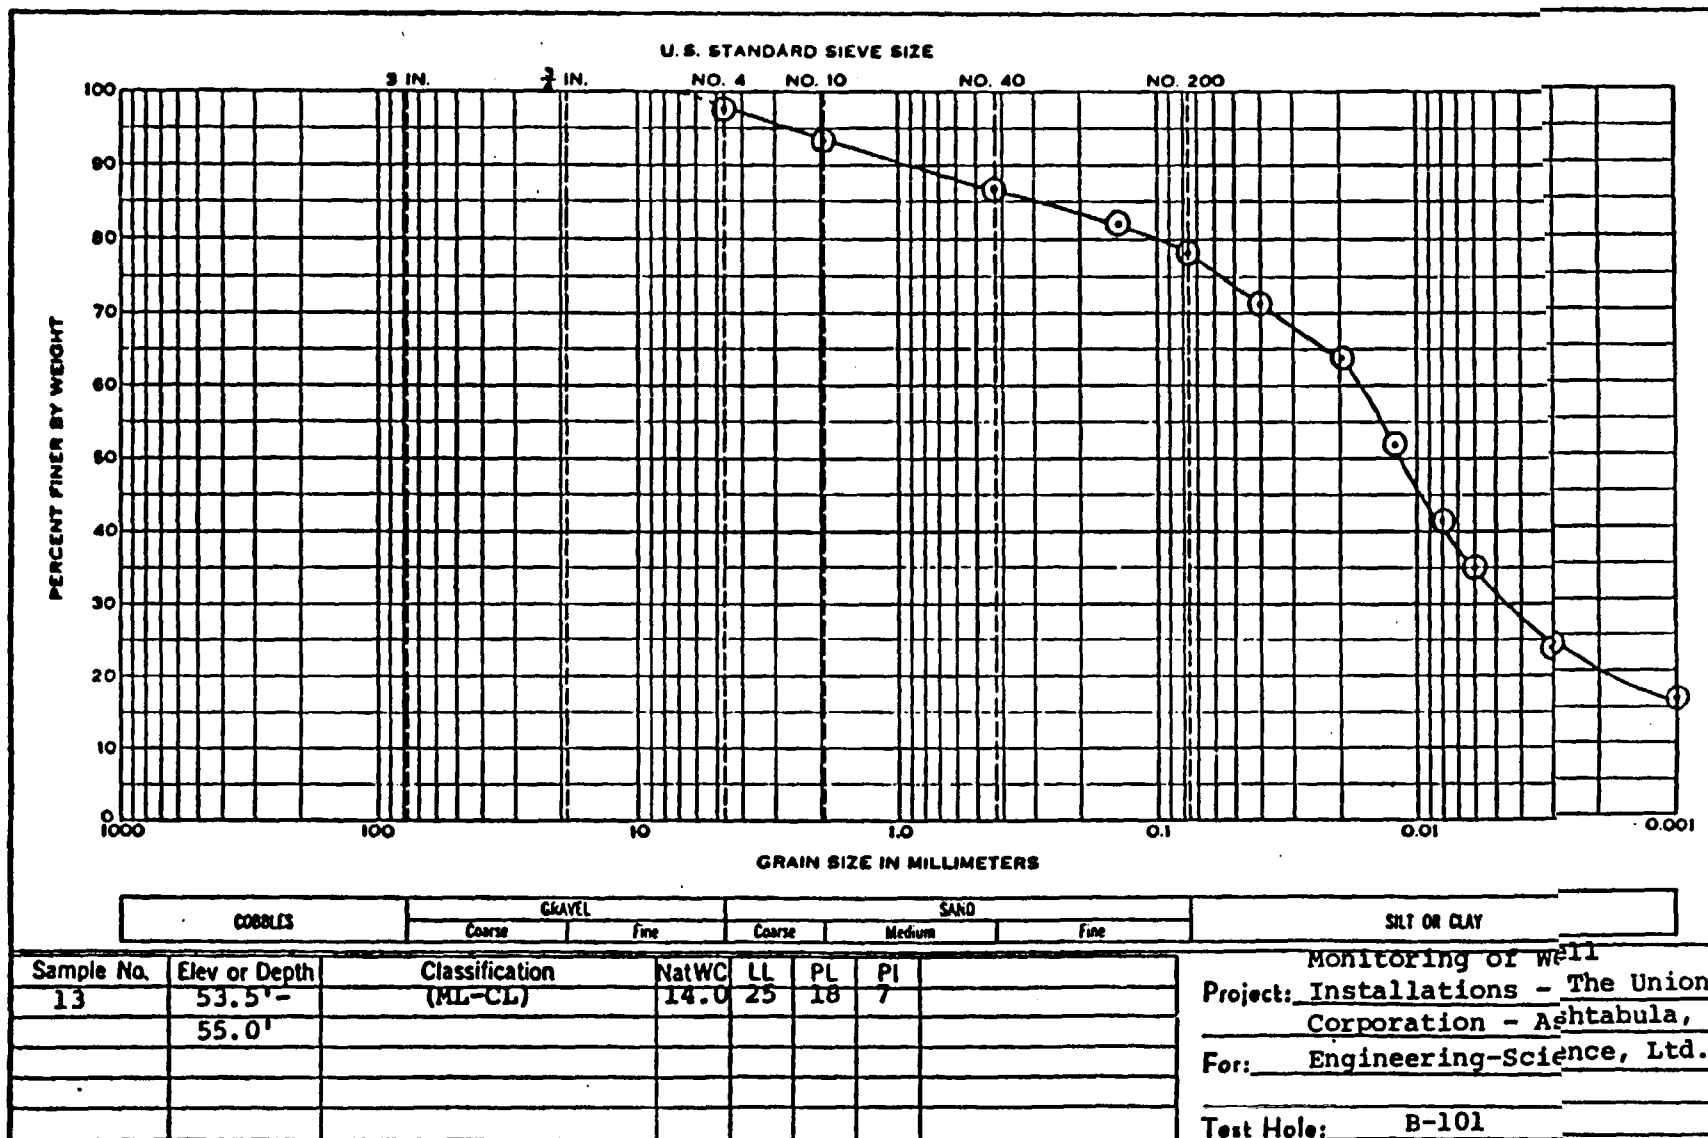 U.S. STANDARD SIEVE SIZE
3 IN. 3/4 IN. NO. 4 NO. 10 NO. 40 NO. 200
PERCENT FINER BY WEIGHT
100
90
80
70
60
50
40
30
20
10
0
1000 100 10 1.0 0.1 0.01 0.001
GRAIN SIZE IN MILLIMETERS
COBBLES GRAVEL SAND SILT OR CLAY
Coarse Fine Coarse Medium Fine
Sample No. Elev or Depth Classification Nat WC LL PL PI
13 53.5'- (ML-CL) 14.0 25 18 7
55.0'
Monitoring of Well
Project: Installations - The Union
Corporation - Ashtabula,
For: Engineering-Science, Ltd.
Test Hole: B-101